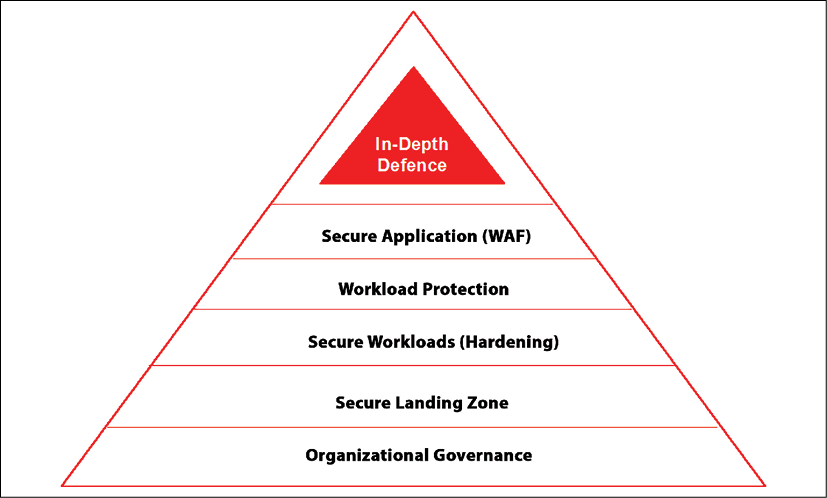 In-Depth
Defence
Secure Application (WAF)
Workload Protection
Secure Workloads (Hardening)
Secure Landing Zone
Organizational Governance